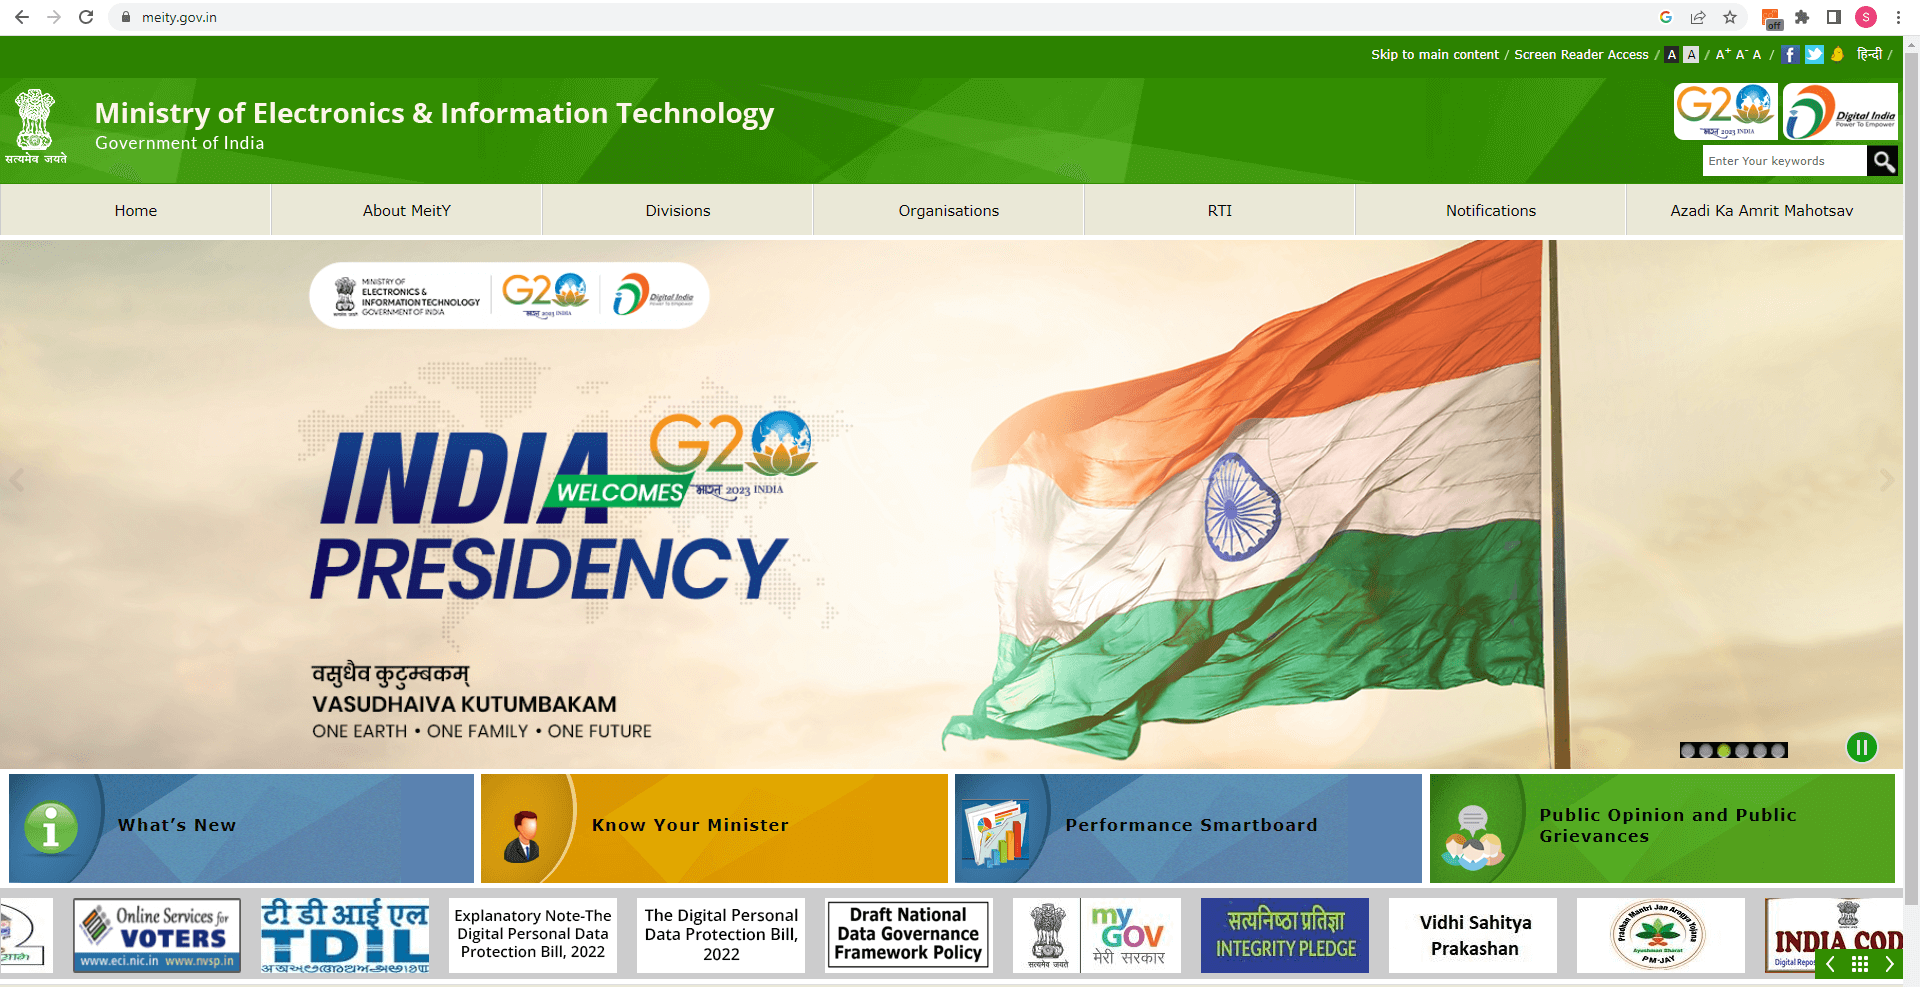 meity.gov.in
off
S
Skip to main content / Screen Reader Access / A A / A+ A- A / f / हिन्दी /
Ministry of Electronics & Information Technology
Government of India
सत्यमेव जयते
G20
भारत 2023 INDIA
Digital India
Power To Empower
Enter Your keywords
Home
About MeitY
Divisions
Organisations
RTI
Notifications
Azadi Ka Amrit Mahotsav
MINISTRY OF
ELECTRONICS &
INFORMATION TECHNOLOGY
GOVERNMENT OF INDIA
G20
भारत 2023 INDIA
Digital India
Power To Empower
INDIA
WELCOMES
G20
भारत 2023 INDIA
PRESIDENCY
वसुधैव कुटुम्बकम्
VASUDHAIVA KUTUMBAKAM
ONE EARTH • ONE FAMILY • ONE FUTURE
What's New
Know Your Minister
Performance Smartboard
Public Opinion and Public
Grievances
Online Services for
VOTERS
www.eci.nic.in www.nvsp.in
टी डी आई एल
TDIL
Explanatory Note-The
Digital Personal Data
Protection Bill, 2022
The Digital Personal
Data Protection Bill,
2022
Draft National
Data Governance
Framework Policy
सत्यमेव जयते
my
GOV
मेरी सरकार
सत्यनिष्ठा प्रतिज्ञा
INTEGRITY PLEDGE
Vidhi Sahitya
Prakashan
Pradhan Mantri Jan Arogya Yojana
Ayushman Bharat
PM-JAY
INDIA COD
Digital Repos